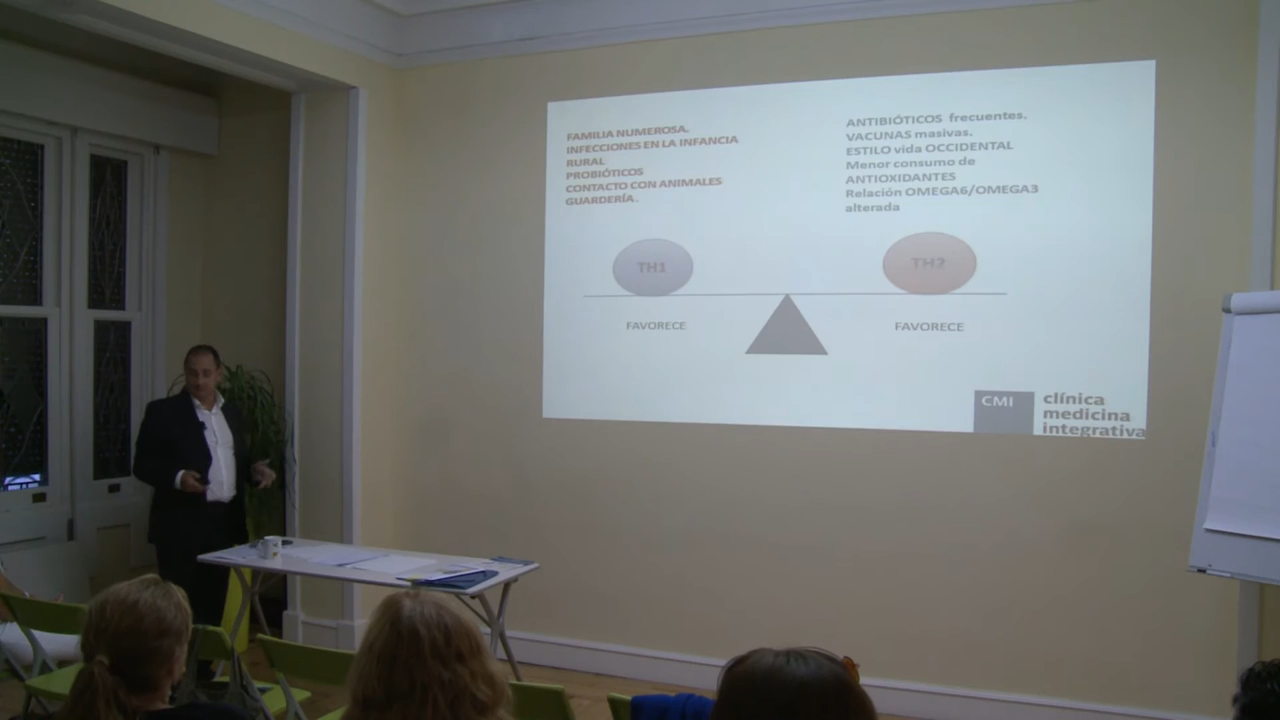 FAMILIA NUMEROSA.
INFECCIONES EN LA INFANCIA
RURAL
PROBIÓTICOS
CONTACTO CON ANIMALES
GUARDERÍA.
ANTIBIÓTICOS frecuentes.
VACUNAS masivas.
ESTILO vida OCCIDENTAL
Menor consumo de
ANTIOXIDANTES
Relación OMEGA6/OMEGA3
alterada
TH1
TH2
FAVORECE
FAVORECE
CMI
clínica
medicina
integrativa